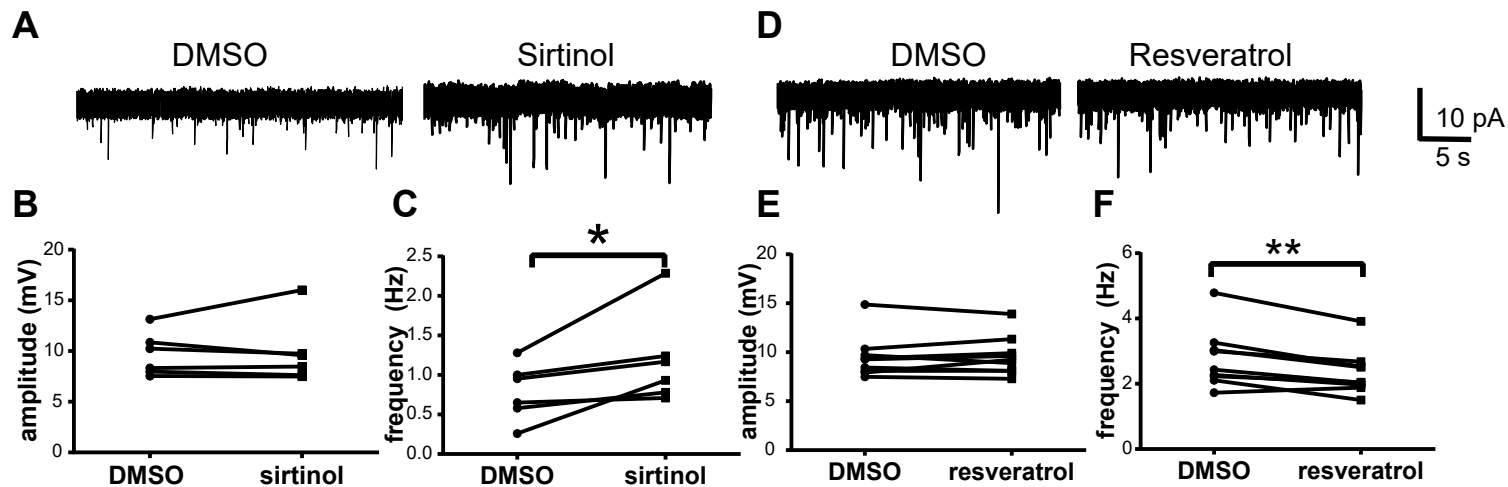 A
DMSO
Sirtinol
D
DMSO
Resveratrol
10 pA
5 s
B
amplitude (mV)
20
15
10
5
0
DMSO
sirtinol
C
frequency (Hz)
2.5
2.0
1.5
1.0
0.5
0.0
*
DMSO
sirtinol
E
amplitude (mV)
20
15
10
5
0
DMSO
resveratrol
F
frequency (Hz)
6
4
2
0
**
DMSO
resveratrol